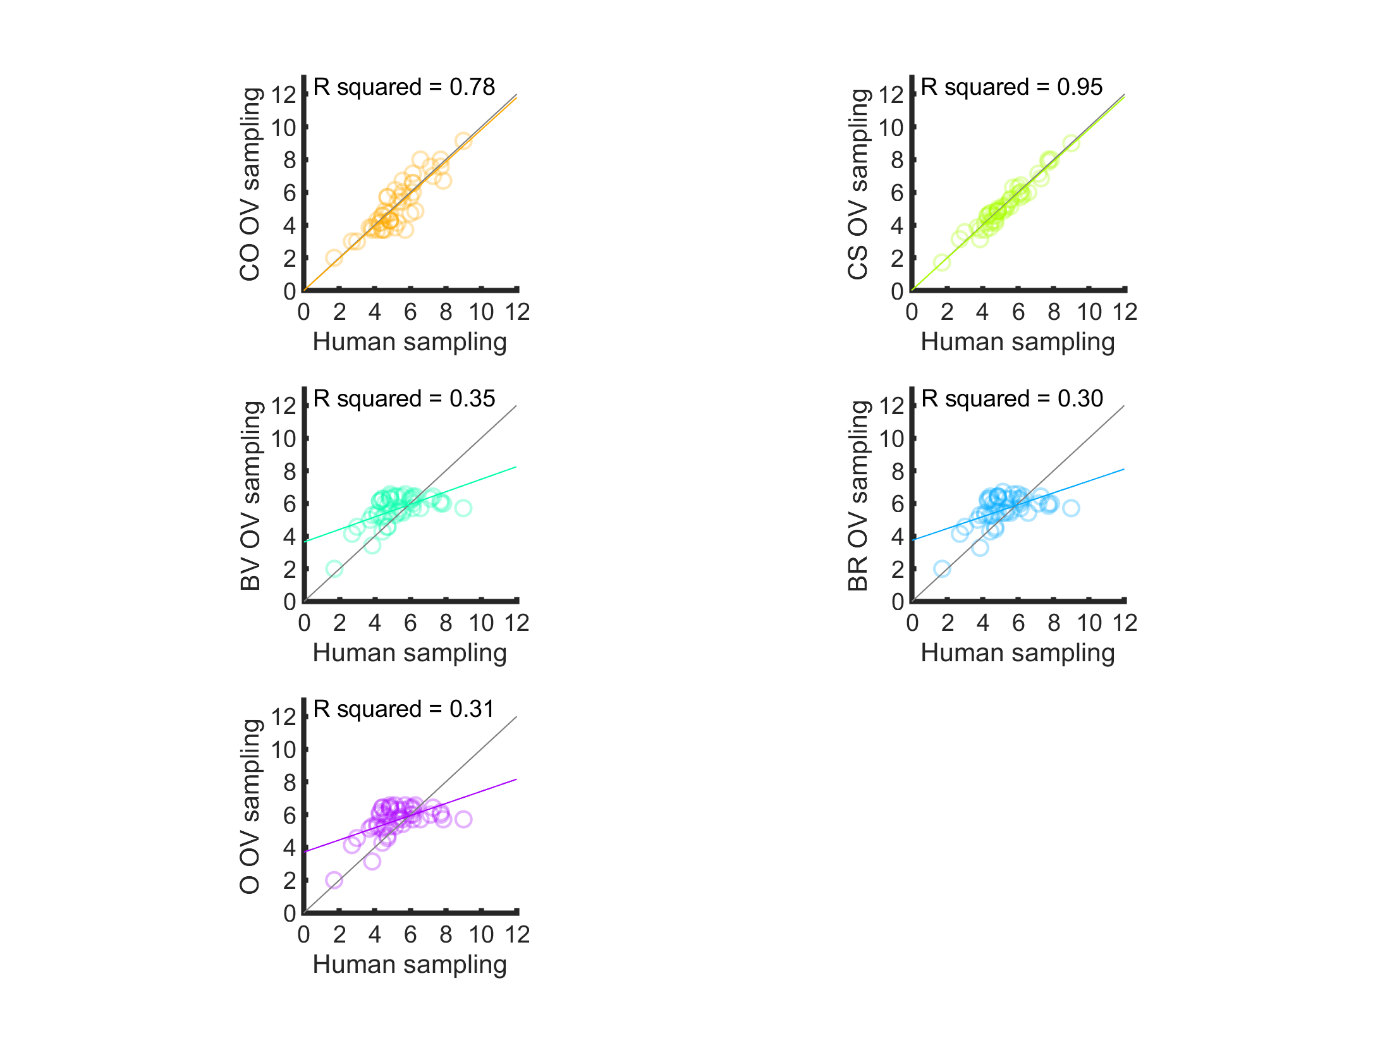 R squared = 0.78
CO OV sampling
12
10
8
6
4
2
0
0 2 4 6 8 10 12
Human sampling
R squared = 0.95
CS OV sampling
12
10
8
6
4
2
0
0 2 4 6 8 10 12
Human sampling
R squared = 0.35
BV OV sampling
12
10
8
6
4
2
0
0 2 4 6 8 10 12
Human sampling
R squared = 0.30
BR OV sampling
12
10
8
6
4
2
0
0 2 4 6 8 10 12
Human sampling
R squared = 0.31
O OV sampling
12
10
8
6
4
2
0
0 2 4 6 8 10 12
Human sampling